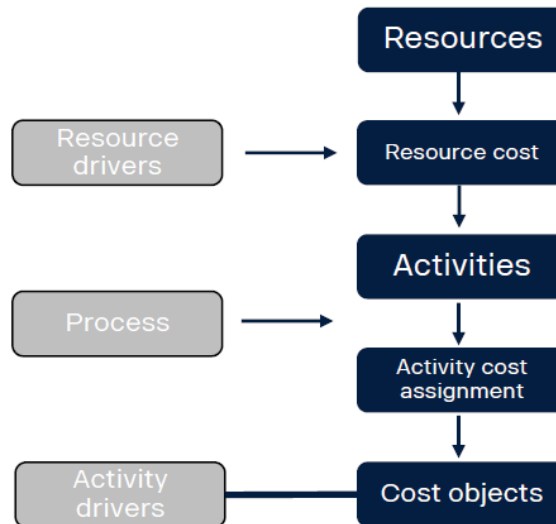 Resources
Resource
drivers
Resource cost
Activities
Process
Activity cost
assignment
Activity
drivers
Cost objects